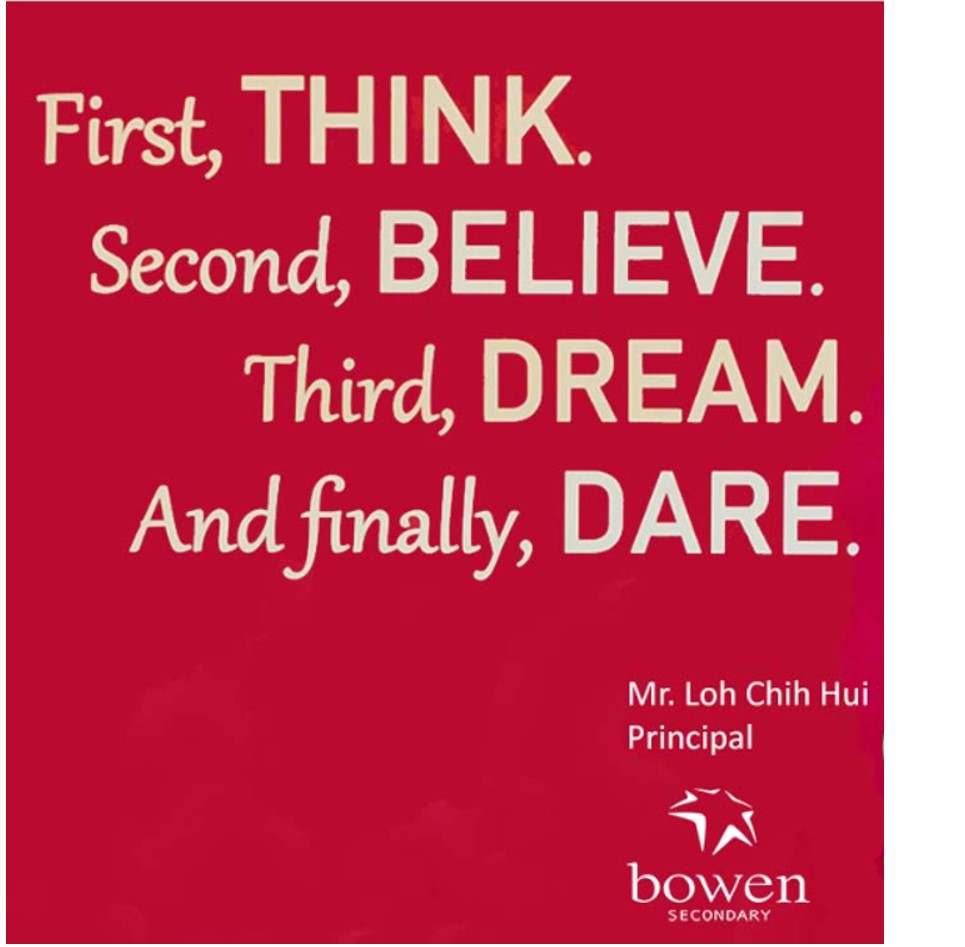 First, THINK.
Second, BELIEVE.
Third, DREAM.
And finally, DARE.
Mr. Loh Chih Hui
Principal
bowen
SECONDARY